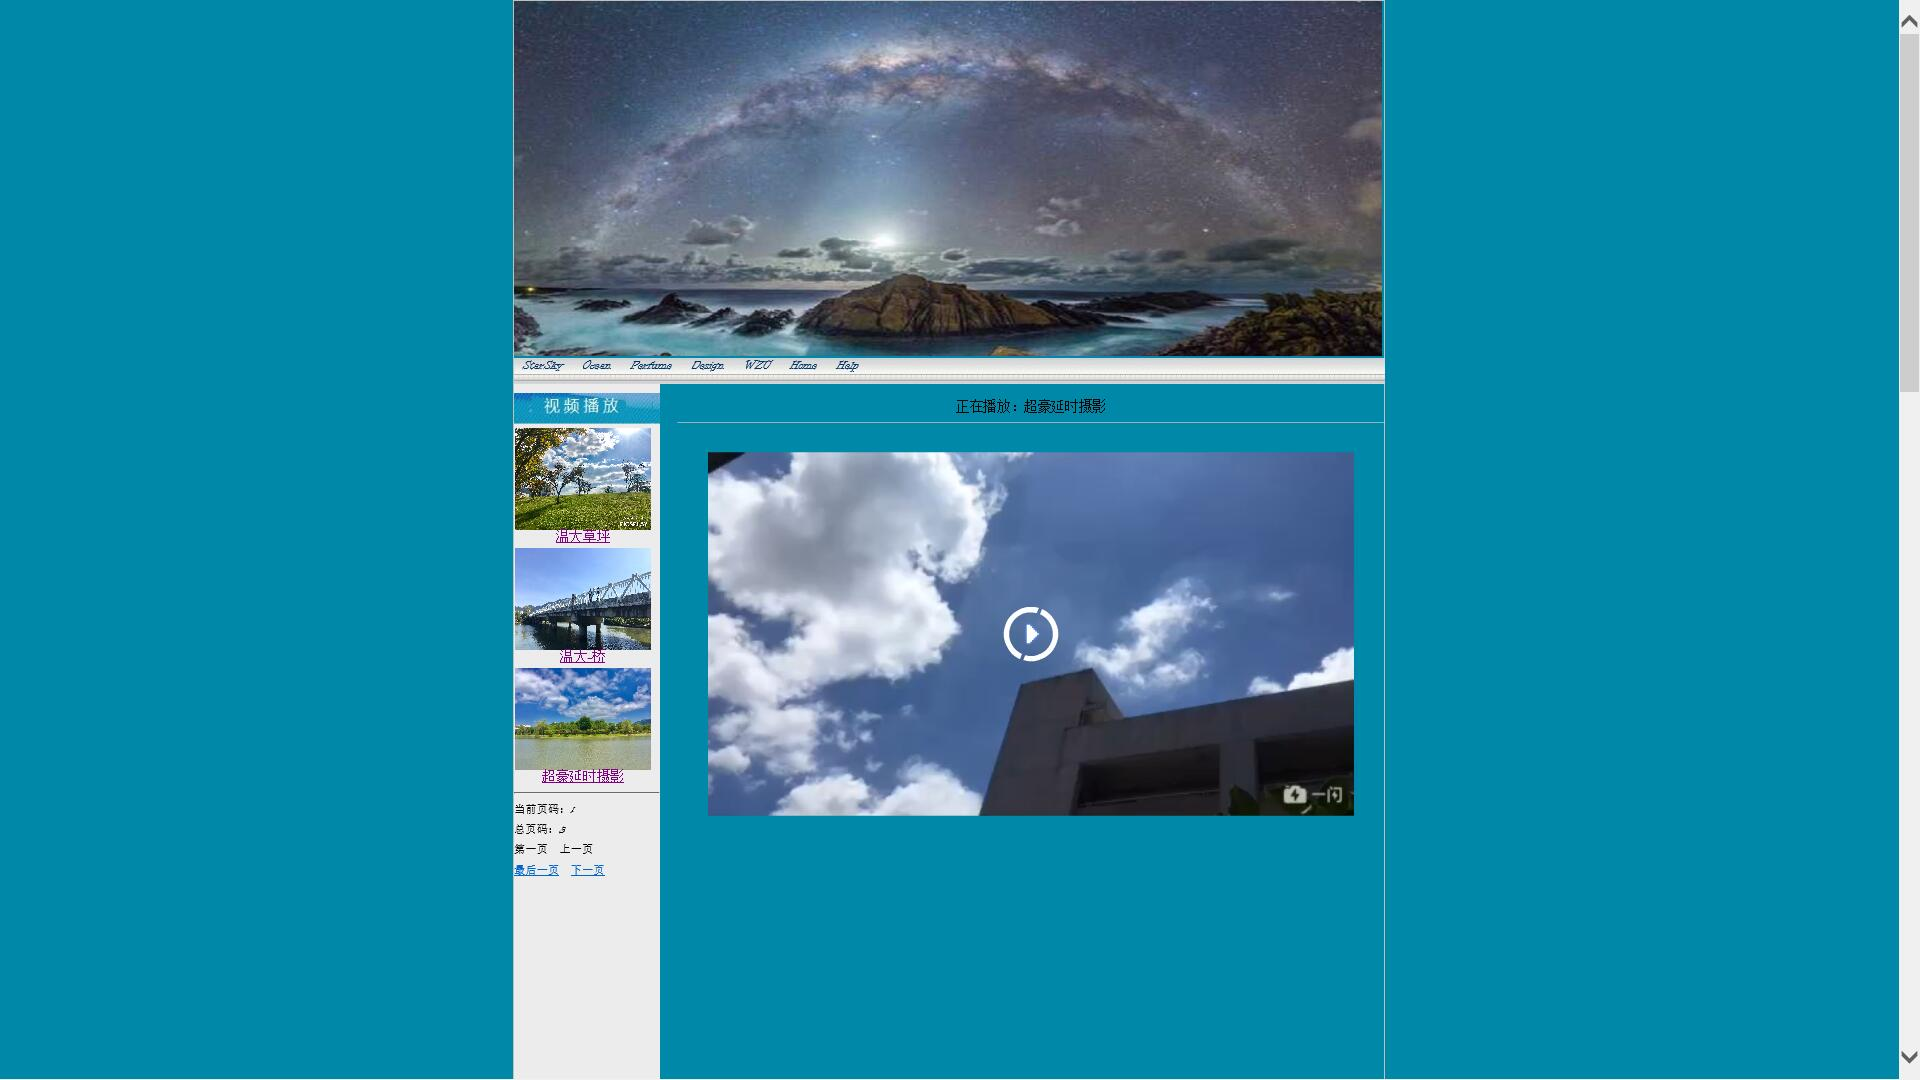 StarSky Ocean Perfume Design WZU Home Help
视频播放
正在播放：超豪延时摄影
温大草坪
温大-桥
超豪延时摄影
当前页码：1
总页码：3
第一页 上一页
最后一页 下一页
一闪